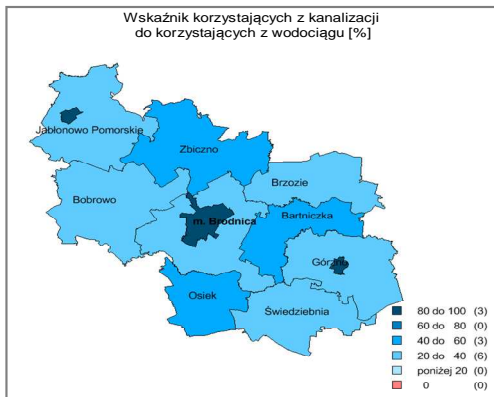 Wskaźnik korzystających z kanalizacji
do korzystających z wodociągu [%]
Jabłonowo Pomorskie
Zbiczno
Brzozie
Bobrowo
m. Brodnica
Bartniczka
Górzno
Osiek
Świedziebnia
80 do 100 (3)
60 do 80 (0)
40 do 60 (3)
20 do 40 (6)
poniżej 20 (0)
0 (0)